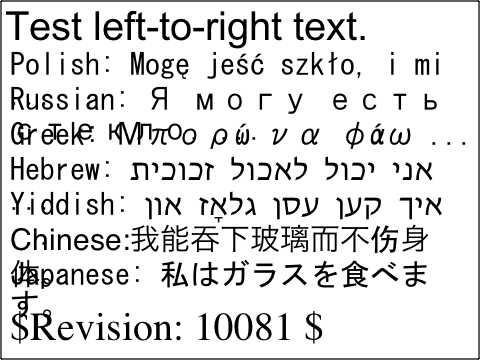 Test left-to-right text.
Polish: Mogę jeść szkło, i mi
Russian: Я могу есть
стекло, ...
Greek: Μπορώ να φάω ...
Hebrew: אני יכול לאכול זכוכית
Yiddish: איך קען עסן גלאָז און
Chinese:我能吞下玻璃而不伤身
体。
Japanese: 私はガラスを食べま
す。
$Revision: 10081 $